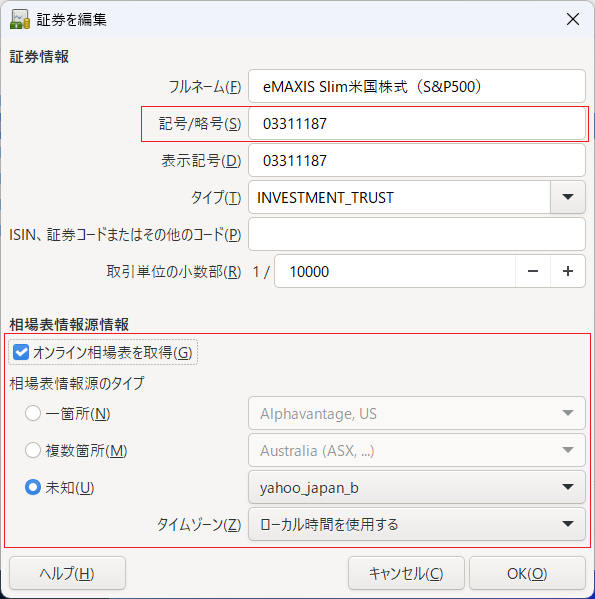 証券を編集
証券情報
フルネーム(F) eMAXIS Slim米国株式（S&P500）
記号/略号(S) 03311187
表示記号(D) 03311187
タイプ(T) INVESTMENT_TRUST
ISIN、証券コードまたはその他のコード(P)
取引単位の小数部(R) 1 / 10000 − +
相場表情報源情報
オンライン相場表を取得(G)
相場表情報源のタイプ
一箇所(N) Alphavantage, US
複数箇所(M) Australia (ASX, ...)
未知(U) yahoo_japan_b
タイムゾーン(Z) ローカル時間を使用する
ヘルプ(H) キャンセル(C) OK(O)